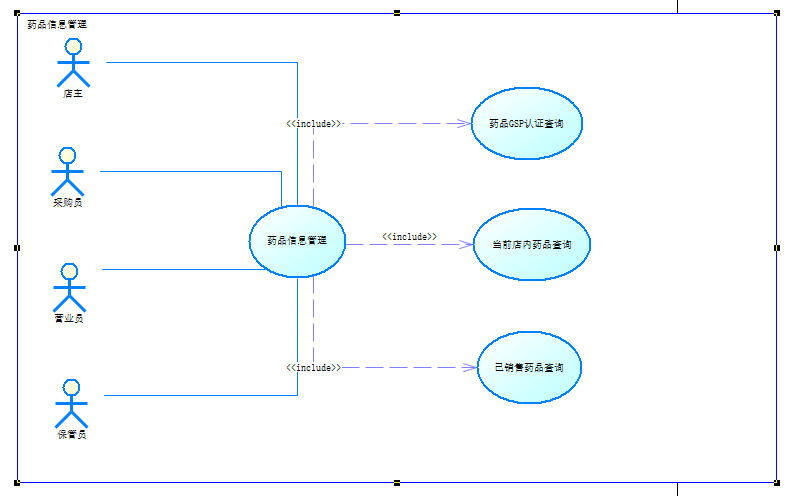 药品信息管理
店主
<<include>>
药品GSP认证查询
采购员
药品信息管理
<<include>>
当前店内药品查询
营业员
<<include>>
已销售药品查询
保管员